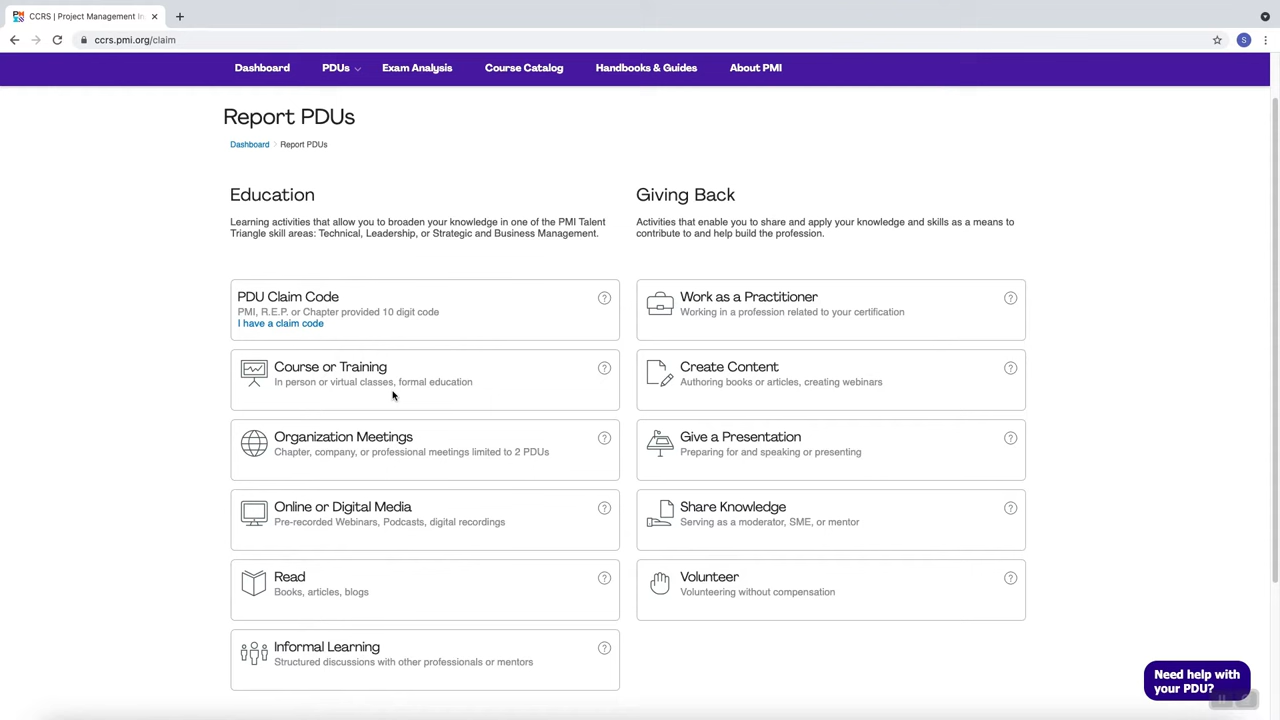 CCRS | Project Management In
ccrs.pmi.org/claim
S
Dashboard PDUs Exam Analysis Course Catalog Handbooks & Guides About PMI
Report PDUs
Dashboard Report PDUs
Education
Learning activities that allow you to broaden your knowledge in one of the PMI Talent
Triangle skill areas: Technical, Leadership, or Strategic and Business Management.
PDU Claim Code
?
PMI, R.E.P. or Chapter provided 10 digit code
I have a claim code
Course or Training
?
In person or virtual classes, formal education
Organization Meetings
?
Chapter, company, or professional meetings limited to 2 PDUs
Online or Digital Media
?
Pre-recorded Webinars, Podcasts, digital recordings
Read
?
Books, articles, blogs
Informal Learning
?
Structured discussions with other professionals or mentors
Giving Back
Activities that enable you to share and apply your knowledge and skills as a means to
contribute to and help build the profession.
Work as a Practitioner
?
Working in a profession related to your certification
Create Content
?
Authoring books or articles, creating webinars
Give a Presentation
?
Preparing for and speaking or presenting
Share Knowledge
?
Serving as a moderator, SME, or mentor
Volunteer
?
Volunteering without compensation
Need help with
your PDU?